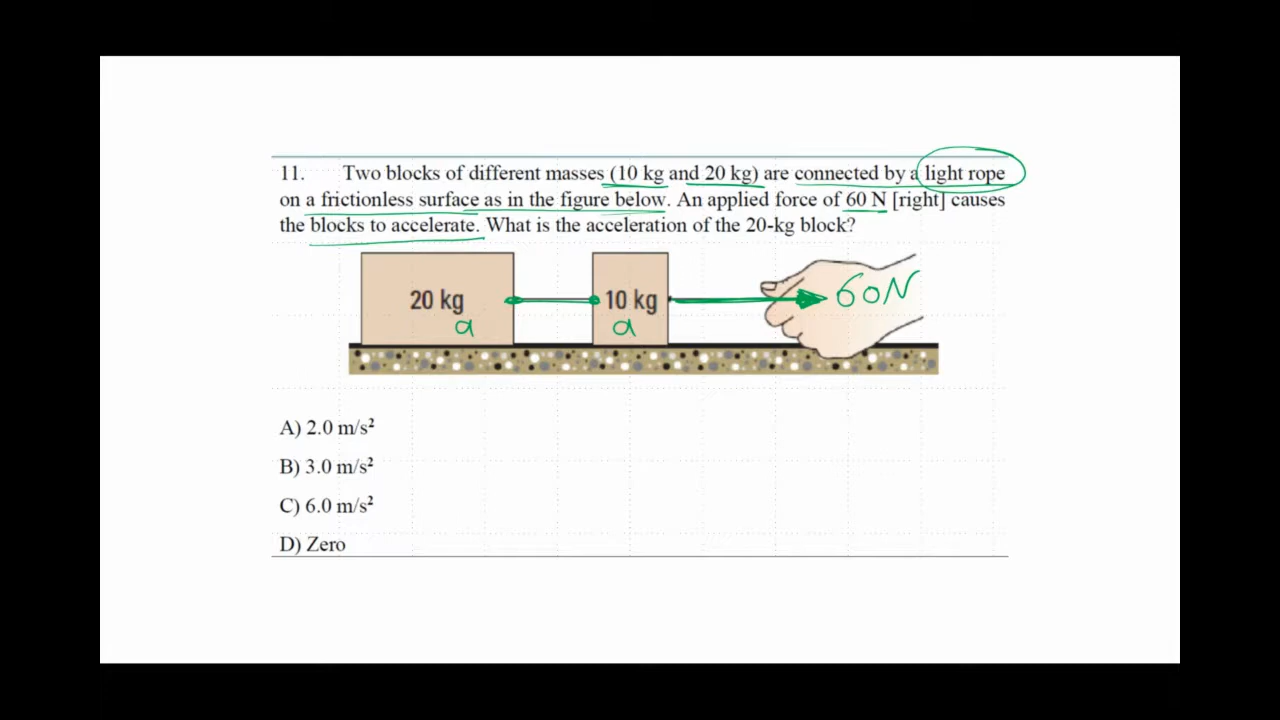 11. Two blocks of different masses (10 kg and 20 kg) are connected by a light rope
on a frictionless surface as in the figure below. An applied force of 60 N [right] causes
the blocks to accelerate. What is the acceleration of the 20-kg block?
20 kg 10 kg 60N
a a
A) 2.0 m/s²
B) 3.0 m/s²
C) 6.0 m/s²
D) Zero